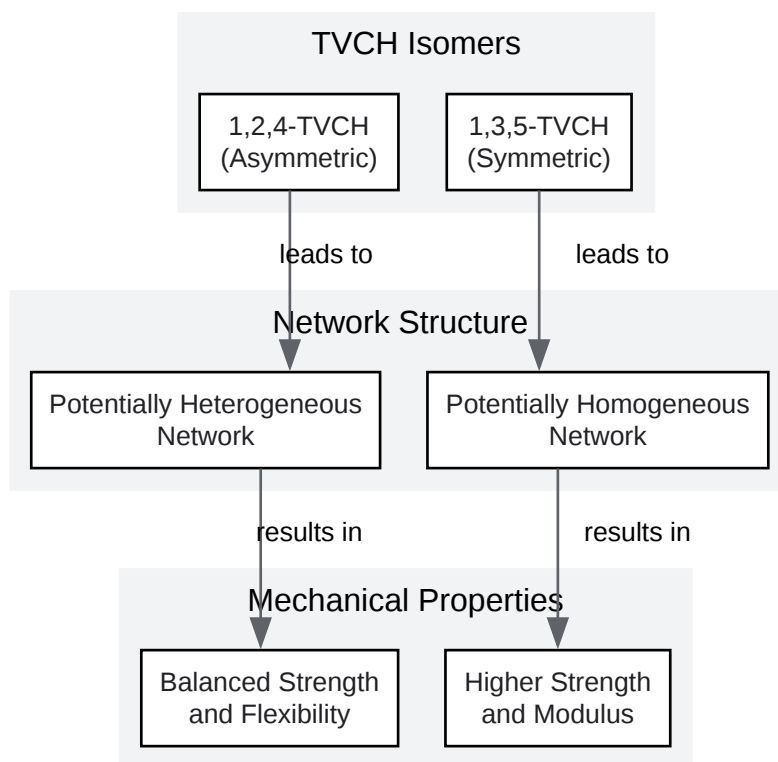 TVCH Isomers
1,2,4-TVCH
(Asymmetric)
1,3,5-TVCH
(Symmetric)
leads to
leads to
Network Structure
Potentially Heterogeneous
Network
Potentially Homogeneous
Network
results in
results in
Mechanical Properties
Balanced Strength
and Flexibility
Higher Strength
and Modulus